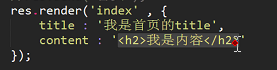 res.render('index' , {
    title : '我是首页的title',
    content : '<h2>我是内容</h2>'
});